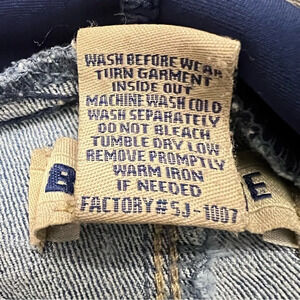 WASH BEFORE WEAR
TURN GARMENT
INSIDE OUT
MACHINE WASH COLD
WASH SEPARATELY
DO NOT BLEACH
TUMBLE DRY LOW
REMOVE PROMPTLY
WARM IRON
IF NEEDED
FACTORY# SJ-1007
B
E